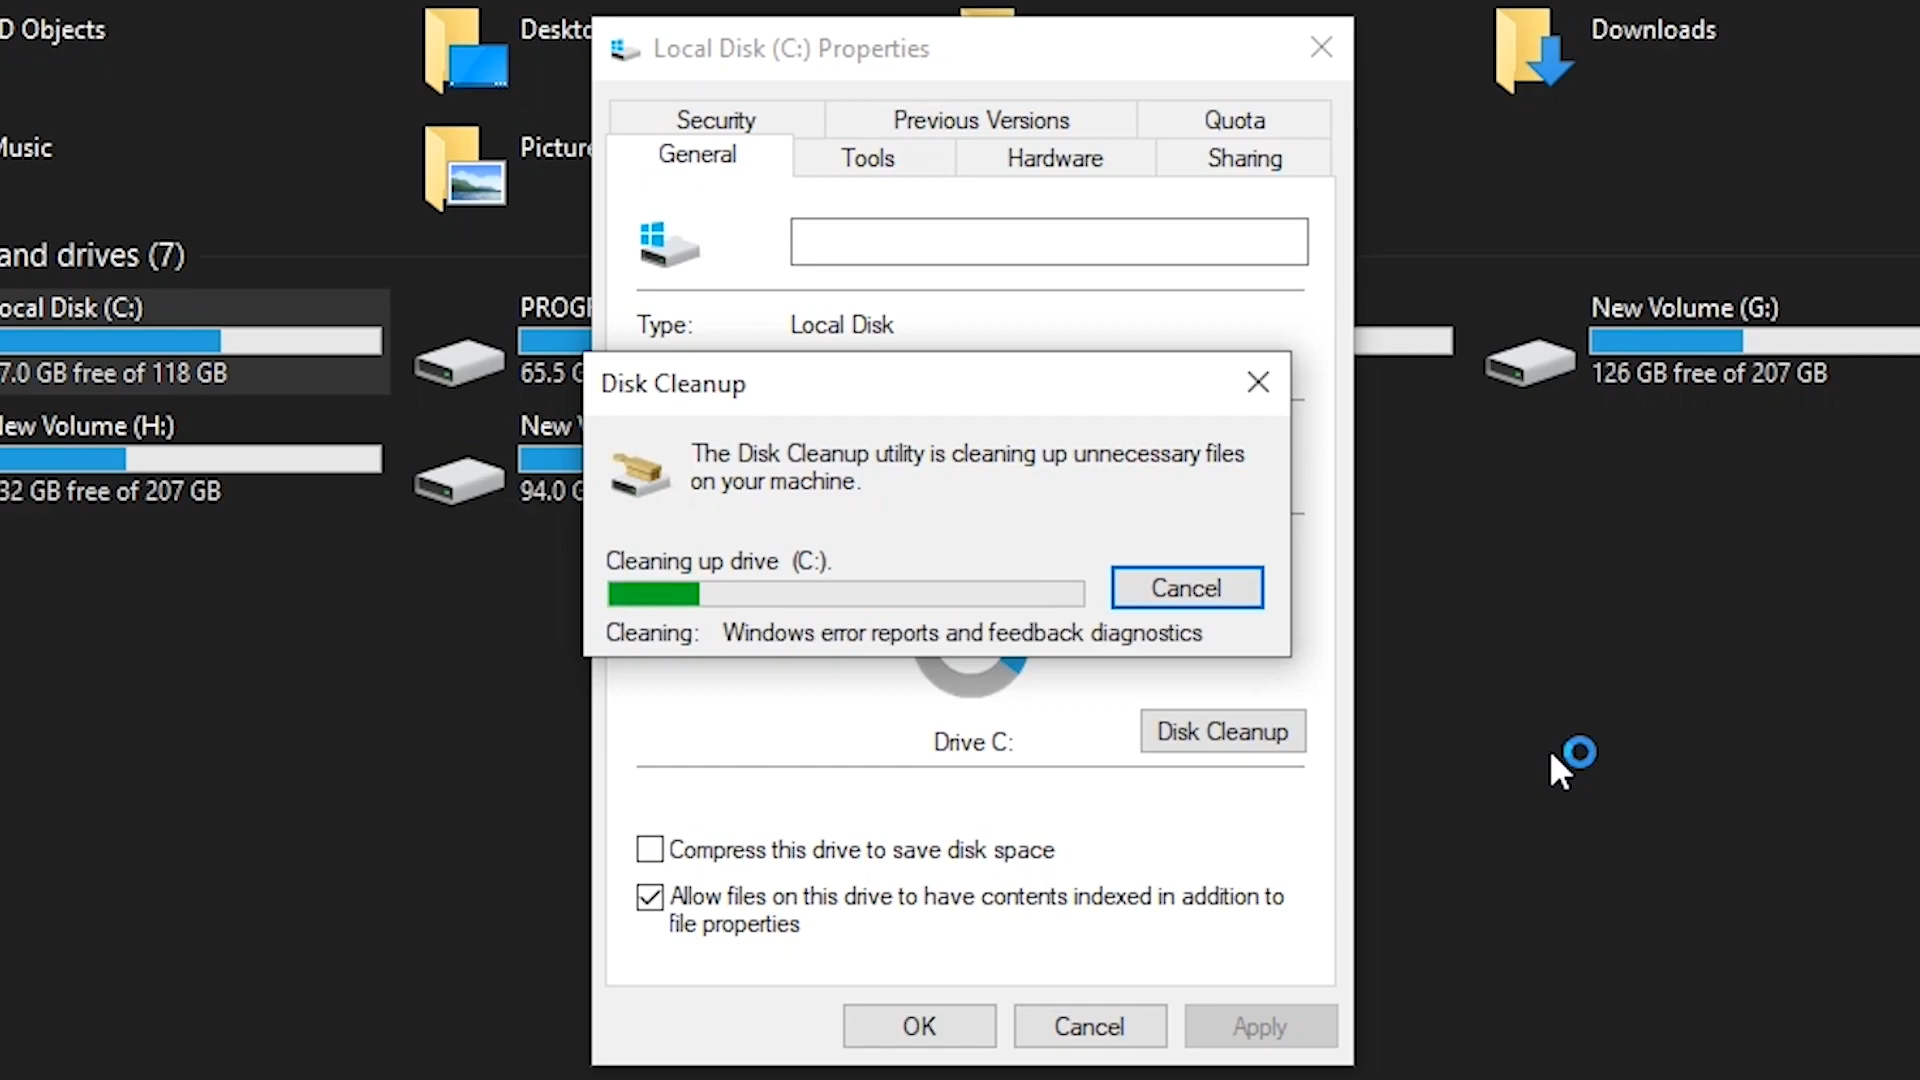 D Objects
Desktc
Downloads
Music
Picture
and drives (7)
ocal Disk (C:)
7.0 GB free of 118 GB
PROG
65.5 G
New Volume (G:)
126 GB free of 207 GB
New Volume (H:)
32 GB free of 207 GB
New
94.0 G
Local Disk (C:) Properties
Security
Previous Versions
Quota
General
Tools
Hardware
Sharing
Type:
Local Disk
Disk Cleanup
The Disk Cleanup utility is cleaning up unnecessary files
on your machine.
Cleaning up drive (C:).
Cancel
Cleaning: Windows error reports and feedback diagnostics
Drive C:
Disk Cleanup
Compress this drive to save disk space
Allow files on this drive to have contents indexed in addition to
file properties
OK
Cancel
Apply